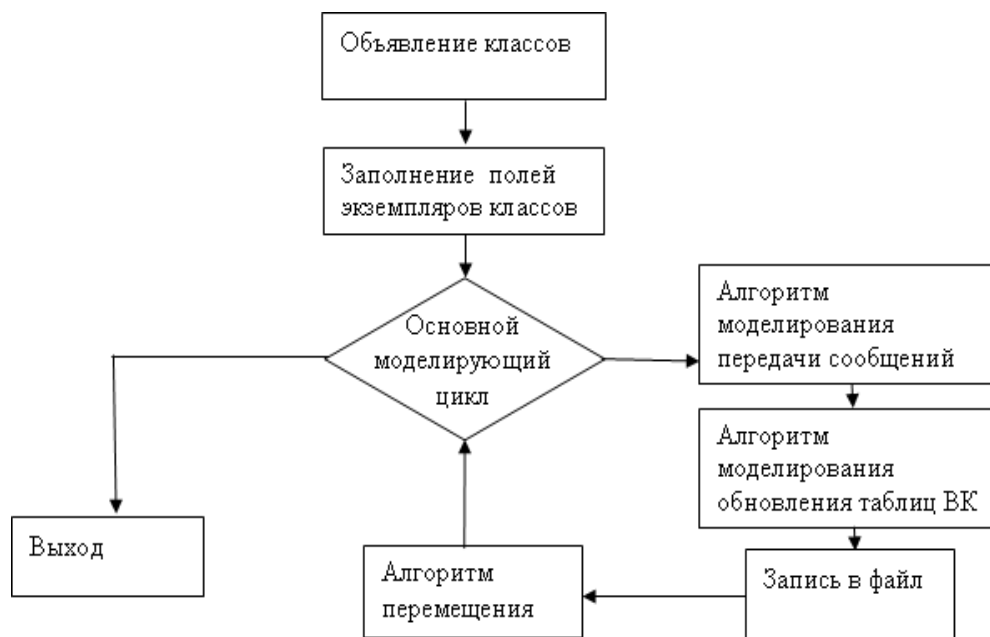 Объявление классов
Заполнение полей
экземпляров классов
Основной
моделирующий
цикл
Алгоритм
моделирования
передачи сообщений
Алгоритм
моделирования
обновления таблиц ВК
Запись в файл
Алгоритм
перемещения
Выход